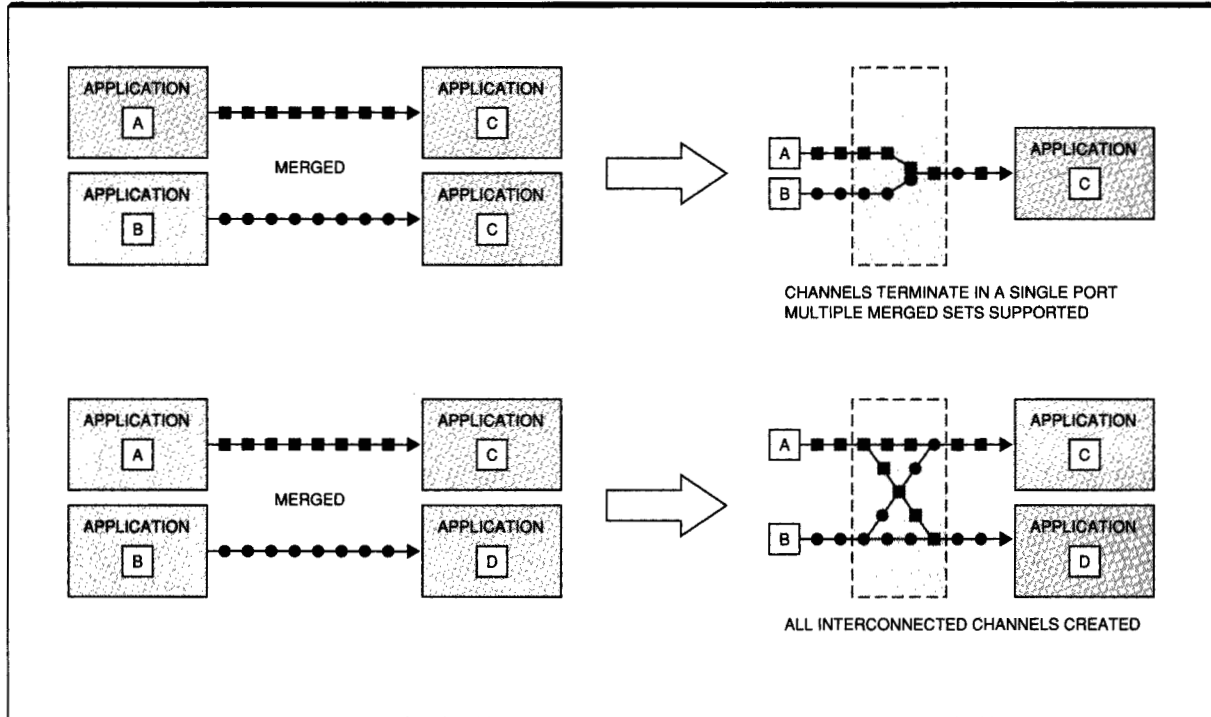 APPLICATION
A
APPLICATION
C
MERGED
APPLICATION
B
APPLICATION
C
A
B
APPLICATION
C
CHANNELS TERMINATE IN A SINGLE PORT
MULTIPLE MERGED SETS SUPPORTED
APPLICATION
A
APPLICATION
C
MERGED
APPLICATION
B
APPLICATION
D
A
B
APPLICATION
C
APPLICATION
D
ALL INTERCONNECTED CHANNELS CREATED